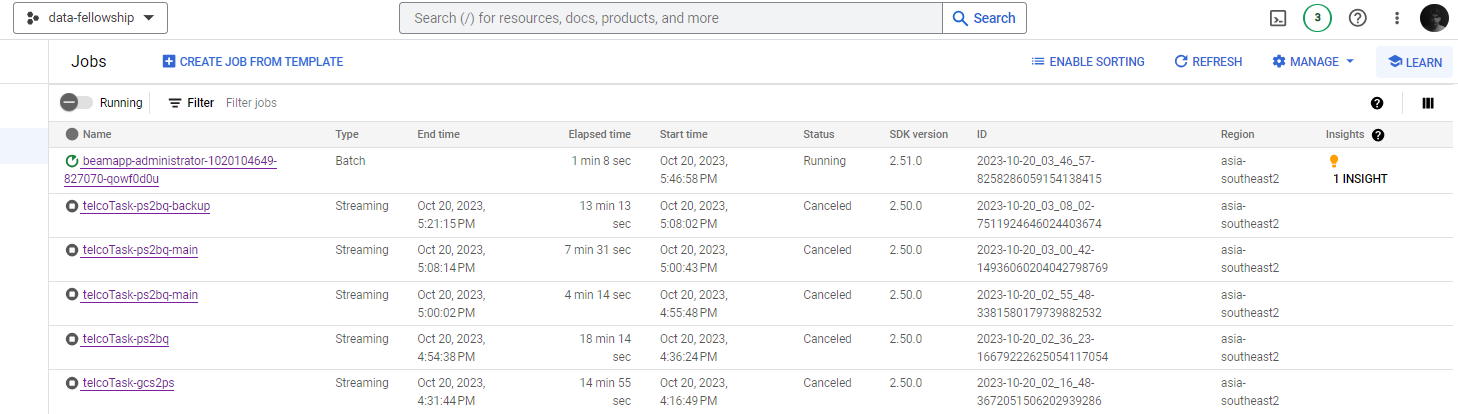 data-fellowship
Search (/) for resources, docs, products, and more
Search
3
Jobs
CREATE JOB FROM TEMPLATE
ENABLE SORTING
REFRESH
MANAGE
LEARN
Running
Filter
Filter jobs
Name Type End time Elapsed time Start time Status SDK version ID Region Insights
beamapp-administrator-1020104649- Batch 1 min 8 sec Oct 20, 2023, Running 2.51.0 2023-10-20_03_46_57- asia-
827070-qowf0d0u 5:46:58 PM 8258286059154138415 southeast2 1 INSIGHT
telcoTask-ps2bq-backup Streaming Oct 20, 2023, 13 min 13 Oct 20, 2023, Canceled 2.50.0 2023-10-20_03_08_02- asia-
5:21:15 PM sec 5:08:02 PM 7511924646024403674 southeast2
telcoTask-ps2bq-main Streaming Oct 20, 2023, 7 min 31 sec Oct 20, 2023, Canceled 2.50.0 2023-10-20_03_00_42- asia-
5:08:14 PM 5:00:43 PM 14936060204042798769 southeast2
telcoTask-ps2bq-main Streaming Oct 20, 2023, 4 min 14 sec Oct 20, 2023, Canceled 2.50.0 2023-10-20_02_55_48- asia-
5:00:02 PM 4:55:48 PM 3381580179739882532 southeast2
telcoTask-ps2bq Streaming Oct 20, 2023, 18 min 14 Oct 20, 2023, Canceled 2.50.0 2023-10-20_02_36_23- asia-
4:54:38 PM sec 4:36:24 PM 16679222625054117054 southeast2
telcoTask-gcs2ps Streaming Oct 20, 2023, 14 min 55 Oct 20, 2023, Canceled 2.50.0 2023-10-20_02_16_48- asia-
4:31:44 PM sec 4:16:49 PM 3672051506202939286 southeast2